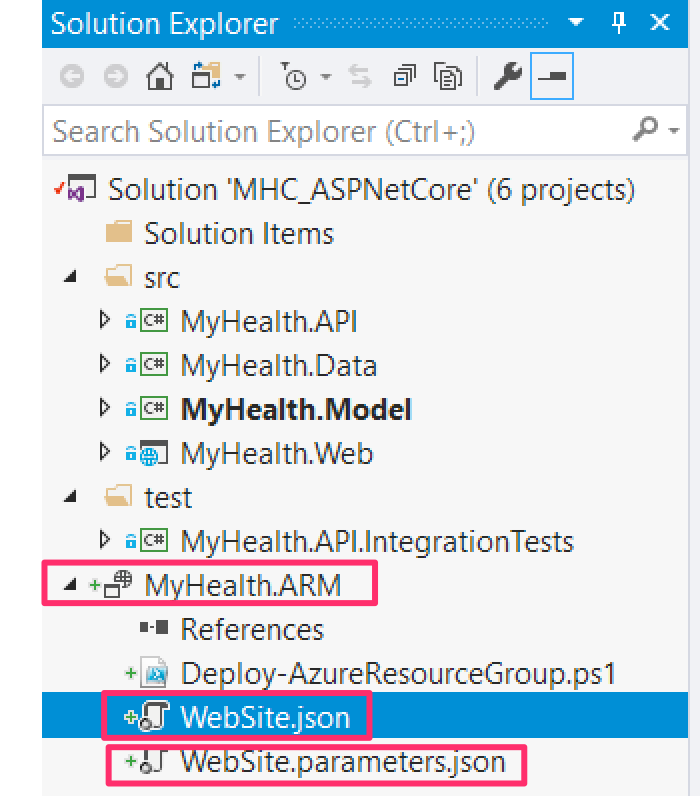 Solution Explorer
Search Solution Explorer (Ctrl+;)
Solution 'MHC_ASPNetCore' (6 projects)
Solution Items
src
C# MyHealth.API
C# MyHealth.Data
C# MyHealth.Model
MyHealth.Web
test
C# MyHealth.API.IntegrationTests
MyHealth.ARM
References
Deploy-AzureResourceGroup.ps1
WebSite.json
WebSite.parameters.json